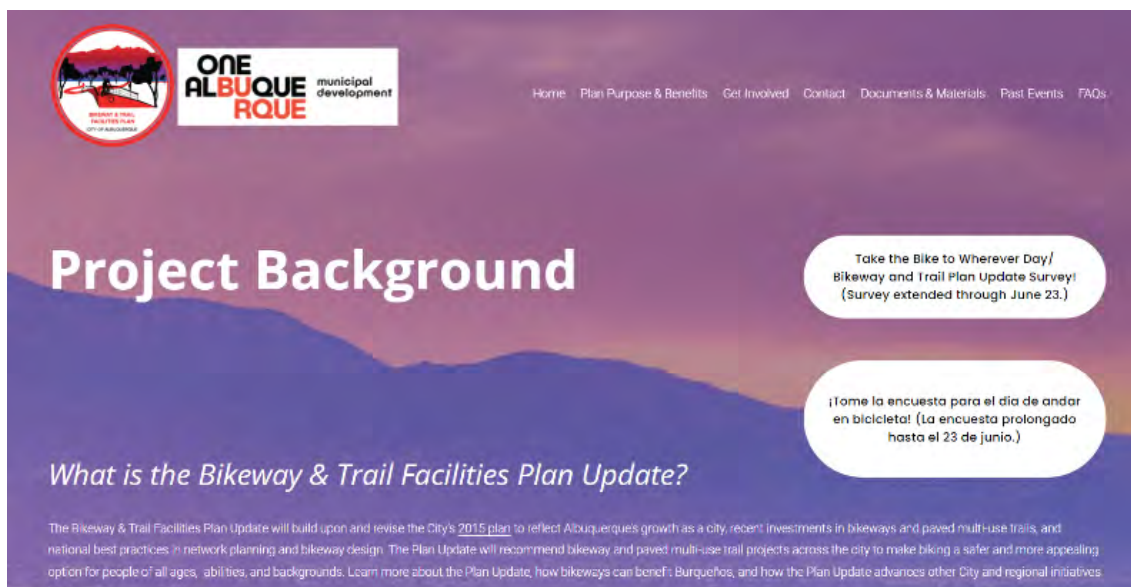 BIKEWAY & TRAIL
FACILITIES PLAN
CITY OF ALBUQUERQUE
ONE
ALBUQUE
RQUE
municipal
development
Home Plan Purpose & Benefits Get Involved Contact Documents & Materials Past Events FAQs
Project Background
Take the Bike to Wherever Day/
Bikeway and Trail Plan Update Survey!
(Survey extended through June 23.)
¡Tome la encuesta para el día de andar
en bicicleta! (La encuesta prolongado
hasta el 23 de junio.)
What is the Bikeway & Trail Facilities Plan Update?
The Bikeway & Trail Facilities Plan Update will build upon and revise the City's 2015 plan to reflect Albuquerque's growth as a city, recent investments in bikeways and paved multi-use trails, and
national best practices in network planning and bikeway design. The Plan Update will recommend bikeway and paved multi-use trail projects across the city to make biking a safer and more appealing
option for people of all ages, abilities, and backgrounds. Learn more about the Plan Update, how bikeways can benefit Burqueños, and how the Plan Update advances other City and regional initiatives